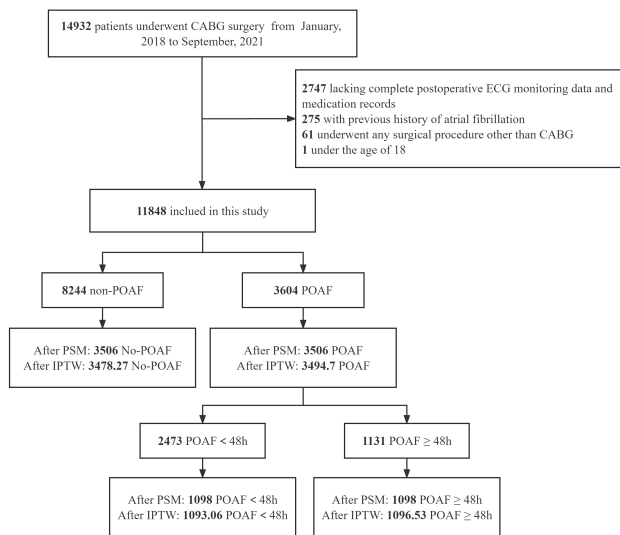 14932 patients underwent CABG surgery from January,
2018 to September, 2021
2747 lacking complete postoperative ECG monitoring data and
medication records
275 with previous history of atrial fibrillation
61 underwent any surgical procedure other than CABG
1 under the age of 18
11848 inclued in this study
8244 non-POAF
3604 POAF
After PSM: 3506 No-POAF
After IPTW: 3478.27 No-POAF
After PSM: 3506 POAF
After IPTW: 3494.7 POAF
2473 POAF < 48h
1131 POAF ≥ 48h
After PSM: 1098 POAF < 48h
After IPTW: 1093.06 POAF < 48h
After PSM: 1098 POAF ≥ 48h
After IPTW: 1096.53 POAF ≥ 48h